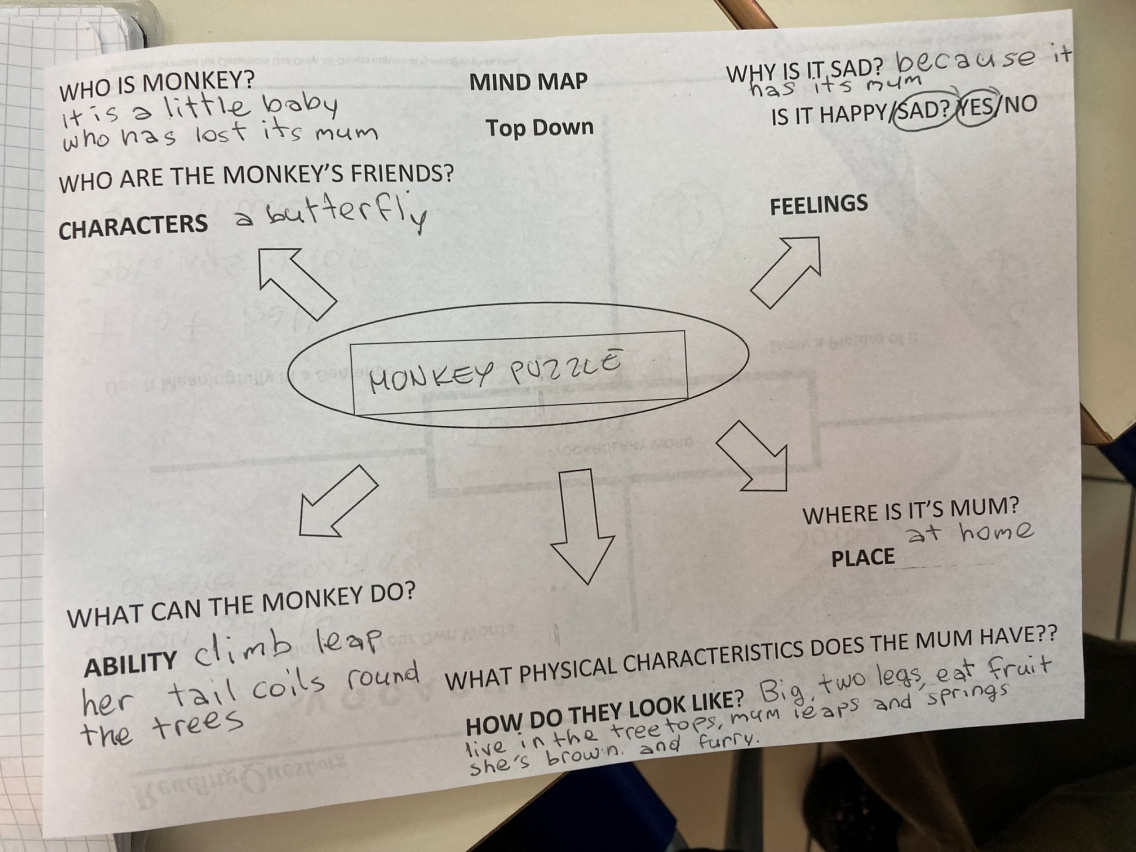 WHO IS MONKEY?
it is a little baby
who has lost its mum
WHO ARE THE MONKEY'S FRIENDS?
CHARACTERS a butterfly
MIND MAP
Top Down
WHY IS IT SAD? because it
has its mum
IS IT HAPPY/SAD? YES/NO
FEELINGS
MONKEY PUZZLE
WHERE IS IT'S MUM?
at home
PLACE
WHAT CAN THE MONKEY DO?
ABILITY climb leap
her tail coils round
the trees
WHAT PHYSICAL CHARACTERISTICS DOES THE MUM HAVE??
HOW DO THEY LOOK LIKE? Big, two legs, eat fruit
live in the treetops, mum leaps and springs
she's brown. and furry.
ReadingQuest.org